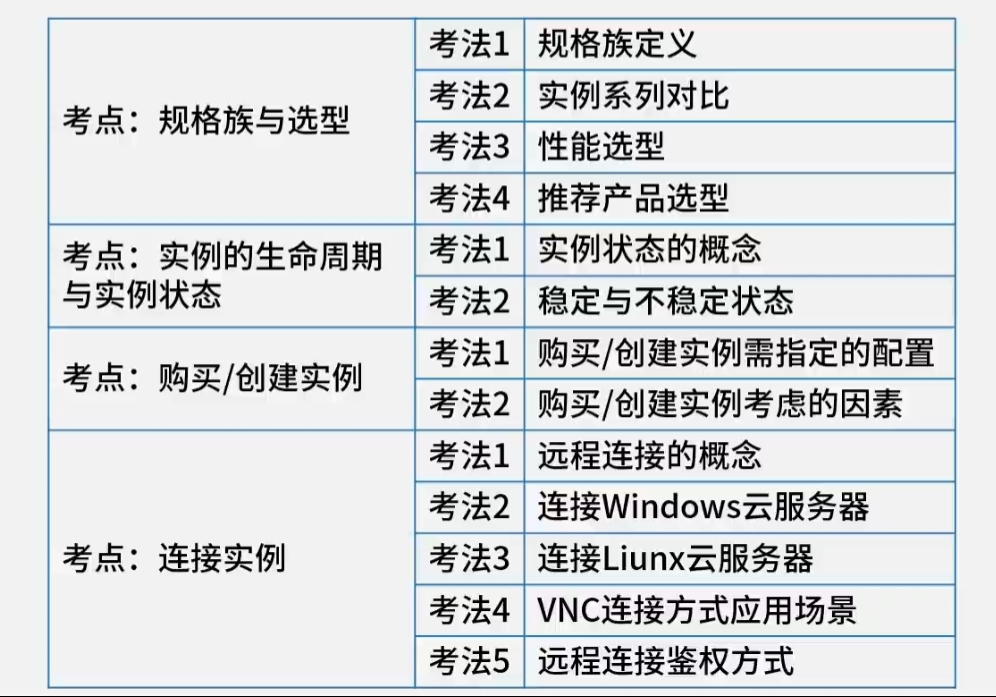 考点：规格族与选型
考法1 规格族定义
考法2 实例系列对比
考法3 性能选型
考法4 推荐产品选型
考点：实例的生命周期
与实例状态
考法1 实例状态的概念
考法2 稳定与不稳定状态
考点：购买/创建实例
考法1 购买/创建实例需指定的配置
考法2 购买/创建实例考虑的因素
考点：连接实例
考法1 远程连接的概念
考法2 连接Windows云服务器
考法3 连接Liunx云服务器
考法4 VNC连接方式应用场景
考法5 远程连接鉴权方式